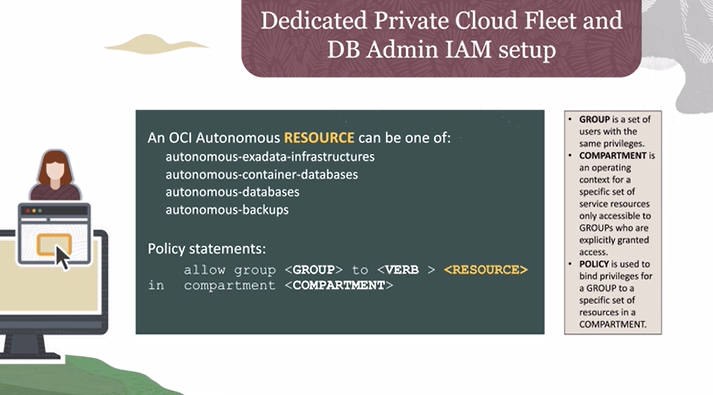 Dedicated Private Cloud Fleet and
DB Admin IAM setup
An OCI Autonomous RESOURCE can be one of:
autonomous-exadata-infrastructures
autonomous-container-databases
autonomous-databases
autonomous-backups
Policy statements:
allow group <GROUP> to <VERB > <RESOURCE>
in compartment <COMPARTMENT>
• GROUP is a set of
users with the
same privileges.
• COMPARTMENT is
an operating
context for a
specific set of
service resources
only accessible to
GROUPs who are
explicitly granted
access.
• POLICY is used to
bind privileges for
a GROUP to a
specific set of
resources in a
COMPARTMENT.